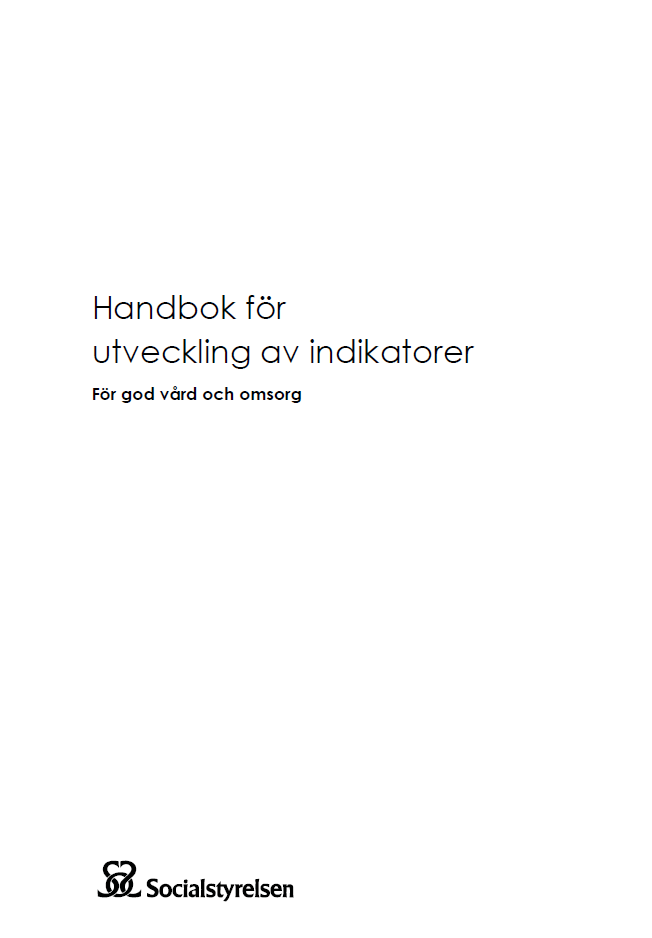 Handbok för
utveckling av indikatorer
För god vård och omsorg
Socialstyrelsen